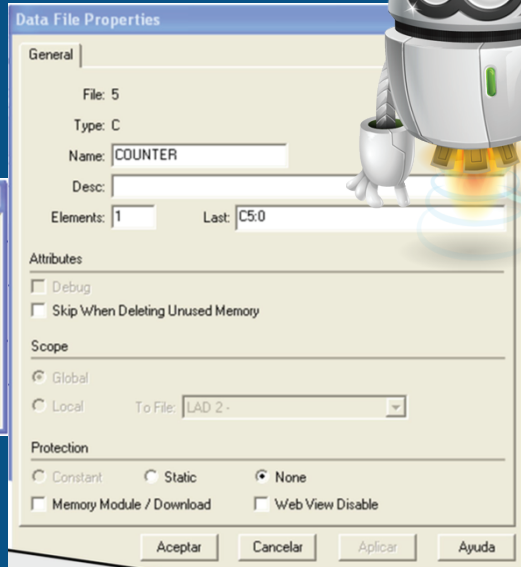 Data File Properties
General
File: 5
Type: C
Name: COUNTER
Desc:
Elements: 1 Last: C5:0
Attributes
Debug
Skip When Deleting Unused Memory
Scope
Global
Local To File: LAD 2 -
Protection
Constant Static None
Memory Module / Download Web View Disable
Aceptar Cancelar Aplicar Ayuda